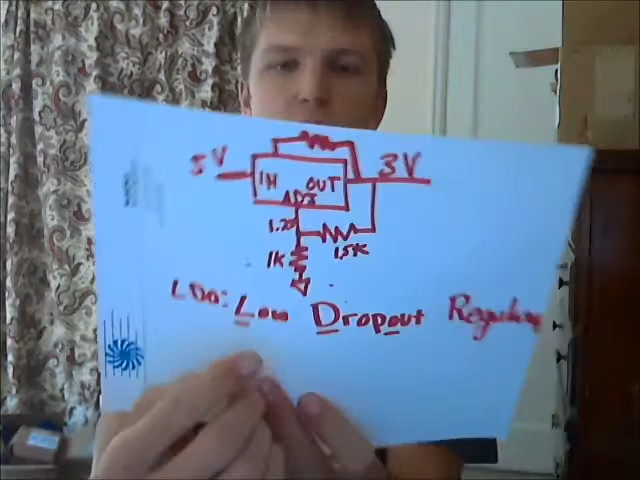 5V
IN
OUT
3V
ADJ
1.2V
1.5K
1K
LDO: Low Dropout Regulator